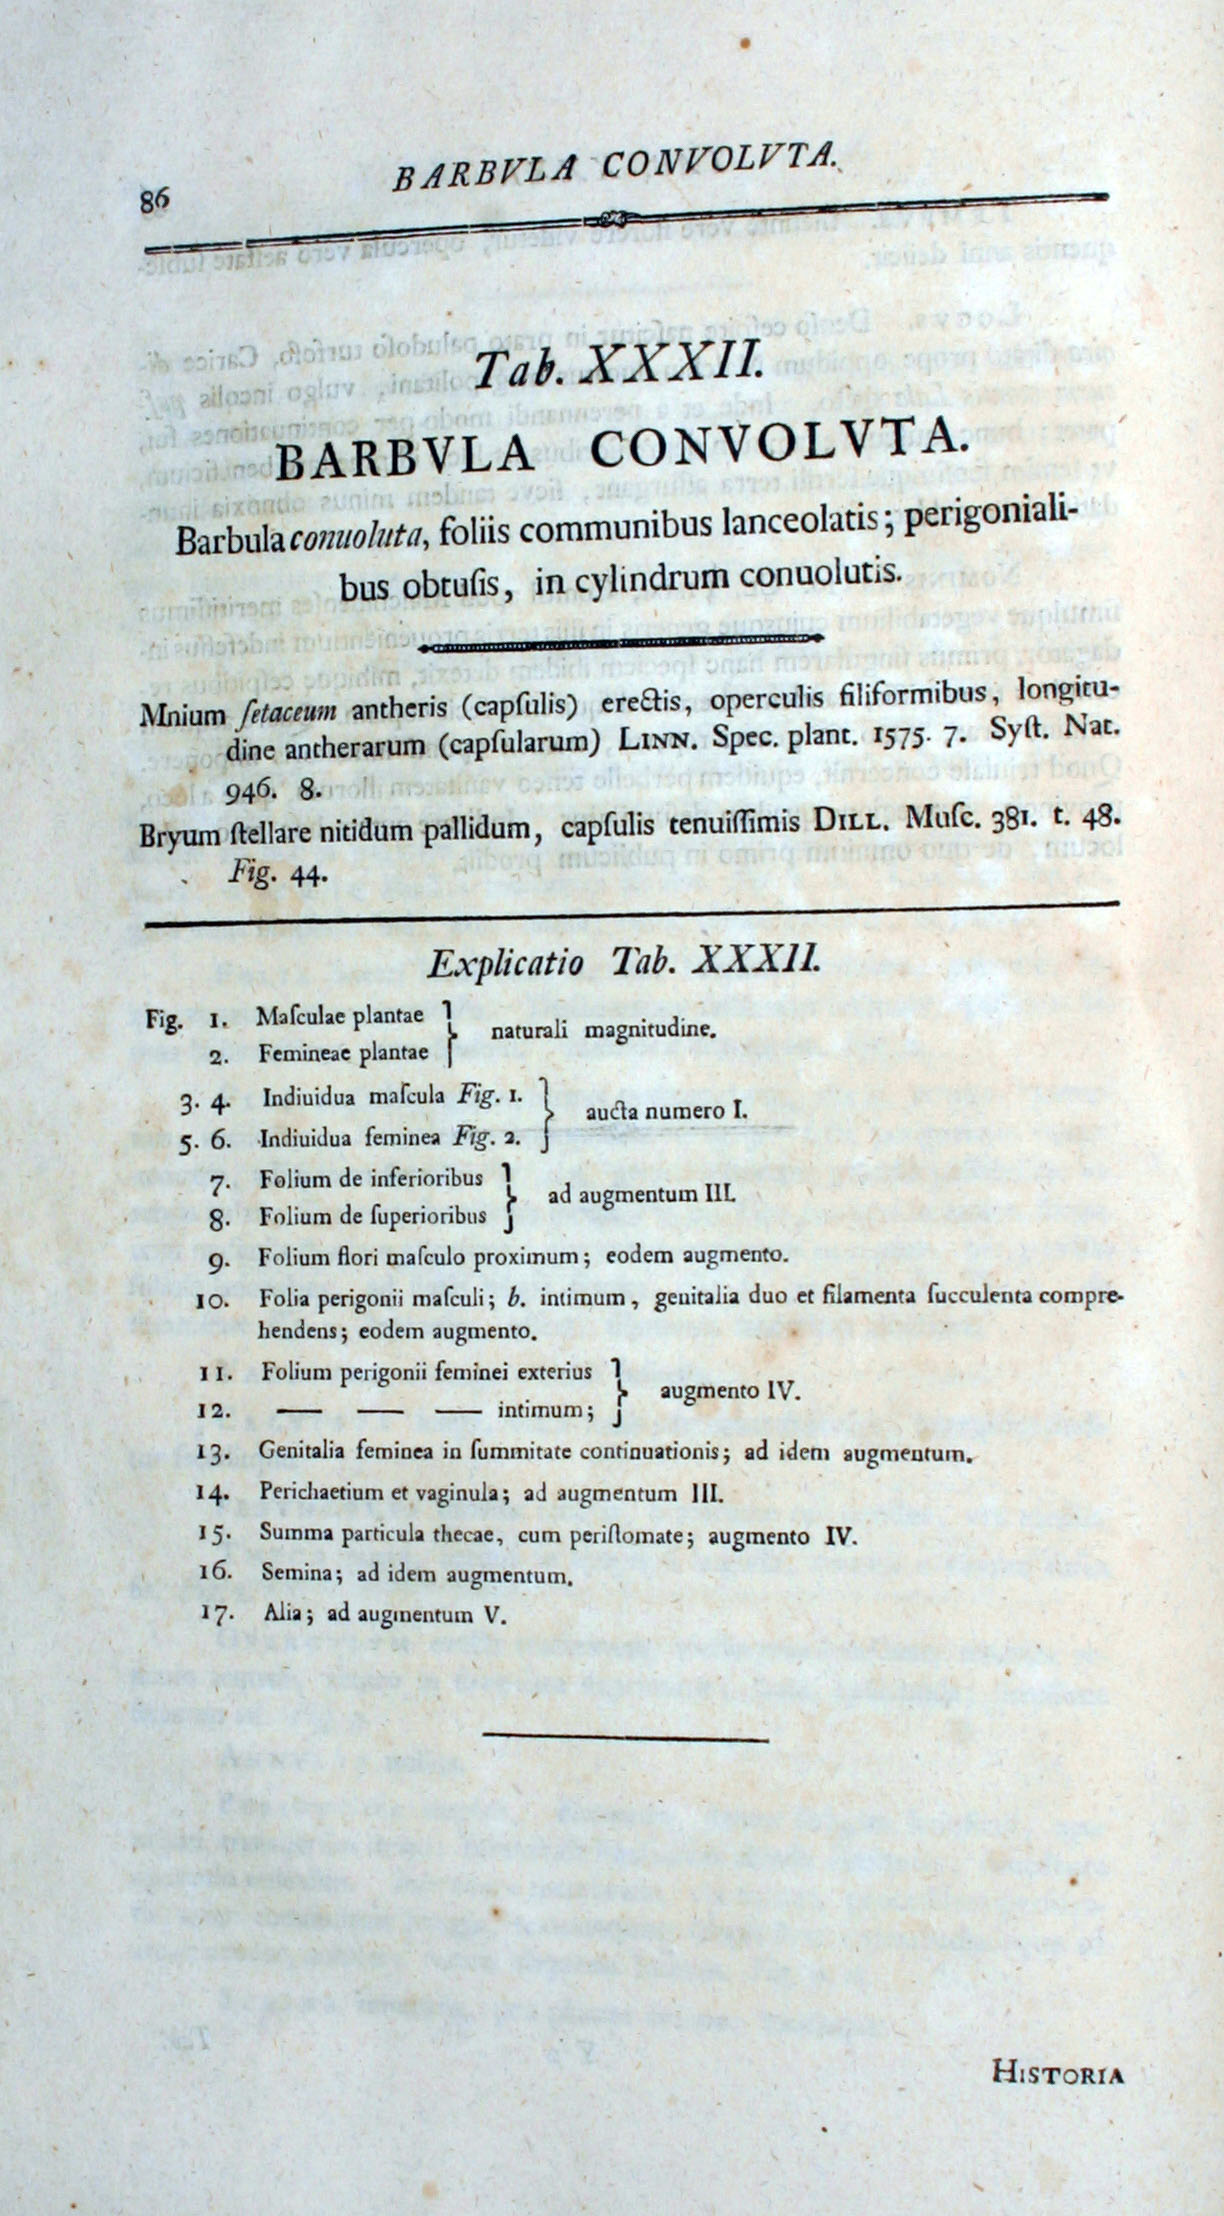 86
BARBVLA CONVOLVTA.
Tab. XXXII.
BARBVLA CONVOLVTA.
Barbula conuoluta, foliis communibus lanceolatis; perigoniali-
bus obtuſis, in cylindrum conuolutis.
Mnium ſetaceum antheris (capſulis) erectis, operculis filiformibus, longitu-
dine antherarum (capſularum) LINN. Spec. plant. 1575. 7. Syſt. Nat.
946. 8.
Bryum ſtellare nitidum pallidum, capſulis tenuiſſimis DILL. Muſc. 381. t. 48.
Fig. 44.
Explicatio Tab. XXXII.
Fig. 1. Maſculae plantae } naturali magnitudine.
2. Femineae plantae
3. 4. Indiuidua maſcula Fig. 1. } aucta numero I.
5. 6. Indiuidua feminea Fig. 2.
7. Folium de inferioribus } ad augmentum III.
8. Folium de ſuperioribus
9. Folium flori maſculo proximum; eodem augmento.
10. Folia perigonii maſculi; b. intimum, genitalia duo et filamenta ſucculenta compre-
hendens; eodem augmento.
11. Folium perigonii feminei exterius } augmento IV.
12. — — — intimum;
13. Genitalia feminea in ſummitate continuationis; ad idem augmentum.
14. Perichaetium et vaginula; ad augmentum III.
15. Summa particula thecae, cum periſtomate; augmento IV.
16. Semina; ad idem augmentum.
17. Alia; ad augmentum V.
HISTORIA